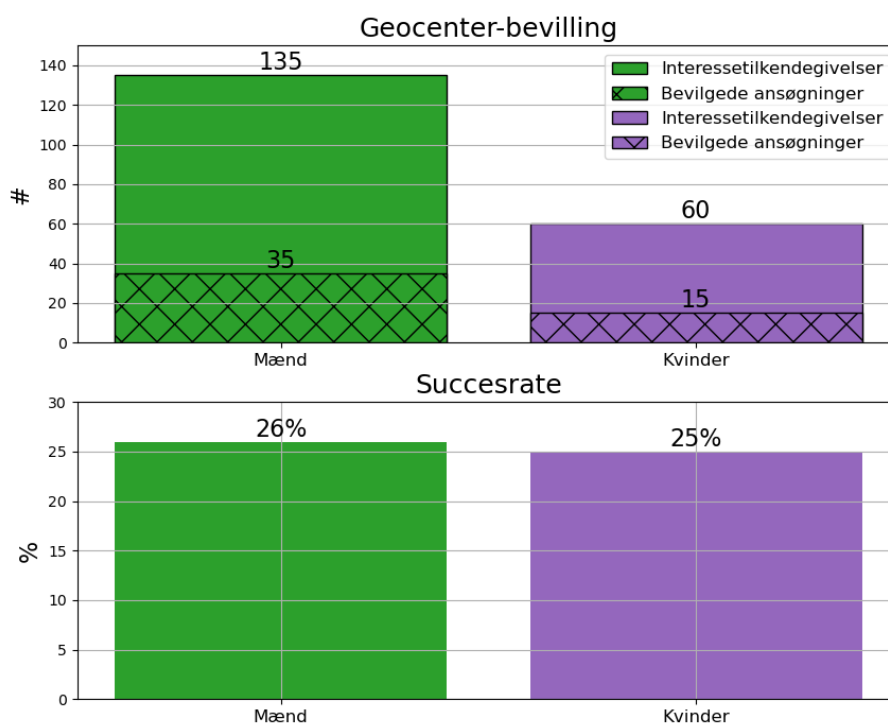 Geocenter-bevilling
#
140
120
100
80
60
40
20
0
135
35
60
15
Interessetilkendegivelser
Bevilgede ansøgninger
Interessetilkendegivelser
Bevilgede ansøgninger
Mænd
Kvinder
Succesrate
%
30
25
20
15
10
5
0
26%
25%
Mænd
Kvinder